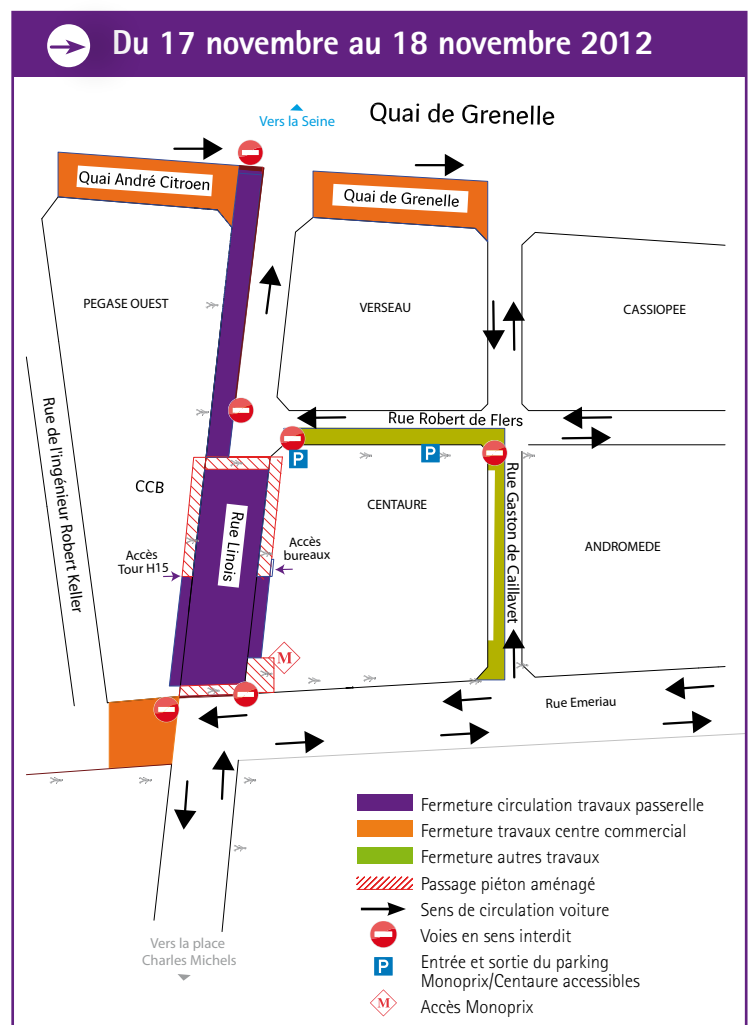 Du 17 novembre au 18 novembre 2012
Vers la Seine
Quai de Grenelle
Quai André Citroen
Quai de Grenelle
PEGASE OUEST
VERSEAU
CASSIOPEE
Rue de l'ingénieur Robert Keller
Rue Robert de Flers
P
P
CCB
Rue Linois
CENTAURE
Rue Gaston de Caillavet
Accès
Tour H15
Accès
bureaux
ANDROMEDE
M
Rue Emeriau
Vers la place
Charles Michels
Fermeture circulation travaux passerelle
Fermeture travaux centre commercial
Fermeture autres travaux
Passage piéton aménagé
Sens de circulation voiture
Voies en sens interdit
P
Entrée et sortie du parking
Monoprix/Centaure accessibles
M
Accès Monoprix